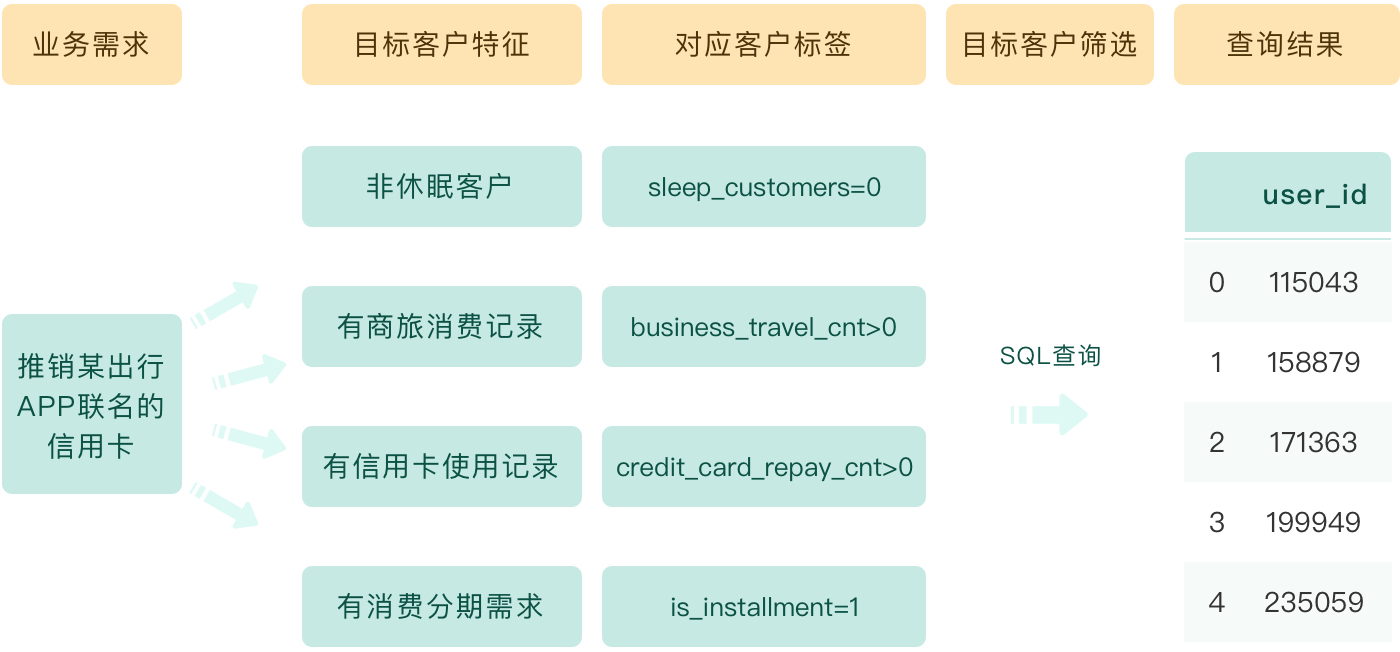 业务需求
目标客户特征
对应客户标签
目标客户筛选
查询结果
推销某出行
APP联名的
信用卡
非休眠客户
sleep_customers=0
有商旅消费记录
business_travel_cnt>0
有信用卡使用记录
credit_card_repay_cnt>0
有消费分期需求
is_installment=1
SQL查询
user_id
0 115043
1 158879
2 171363
3 199949
4 235059